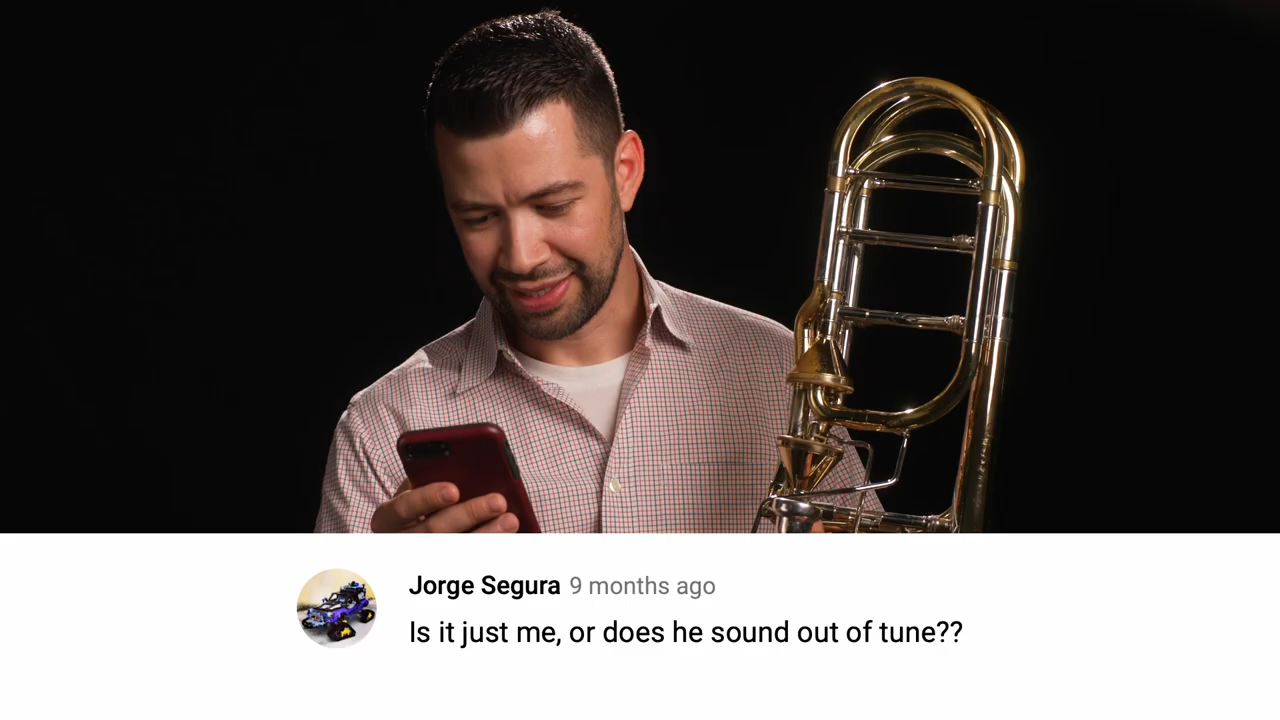 Jorge Segura 9 months ago
Is it just me, or does he sound out of tune??